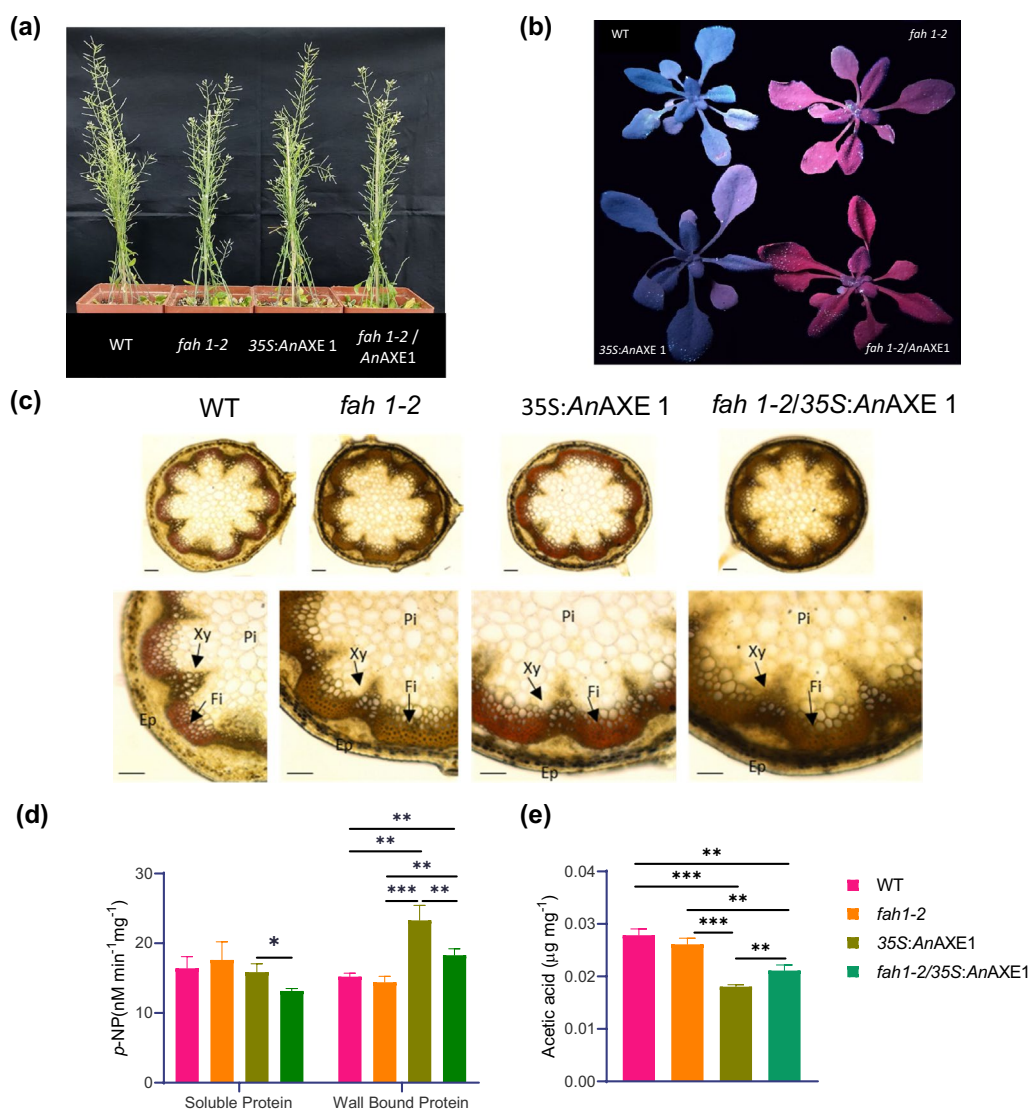 (a)
WT
fah 1-2
35S:AnAXE 1
fah 1-2 /
AnAXE1
(b)
WT
fah 1-2
35S:AnAXE 1
fah 1-2/AnAXE1
(c)
WT
fah 1-2
35S:AnAXE 1
fah 1-2/35S:AnAXE 1
Pi
Xy
Fi
Ep
Pi
Xy
Fi
Ep
Pi
Xy
Fi
Ep
Pi
Xy
Fi
Ep
(d)
p-NP(nM min⁻¹mg⁻¹)
30
20
10
0
*
**
**
**
***
**
Soluble Protein
Wall Bound Protein
(e)
Acetic acid (µg mg⁻¹)
0.04
0.03
0.02
0.01
0.00
**
***
**
***
**
WT
fah1-2
35S:AnAXE1
fah1-2/35S:AnAXE1